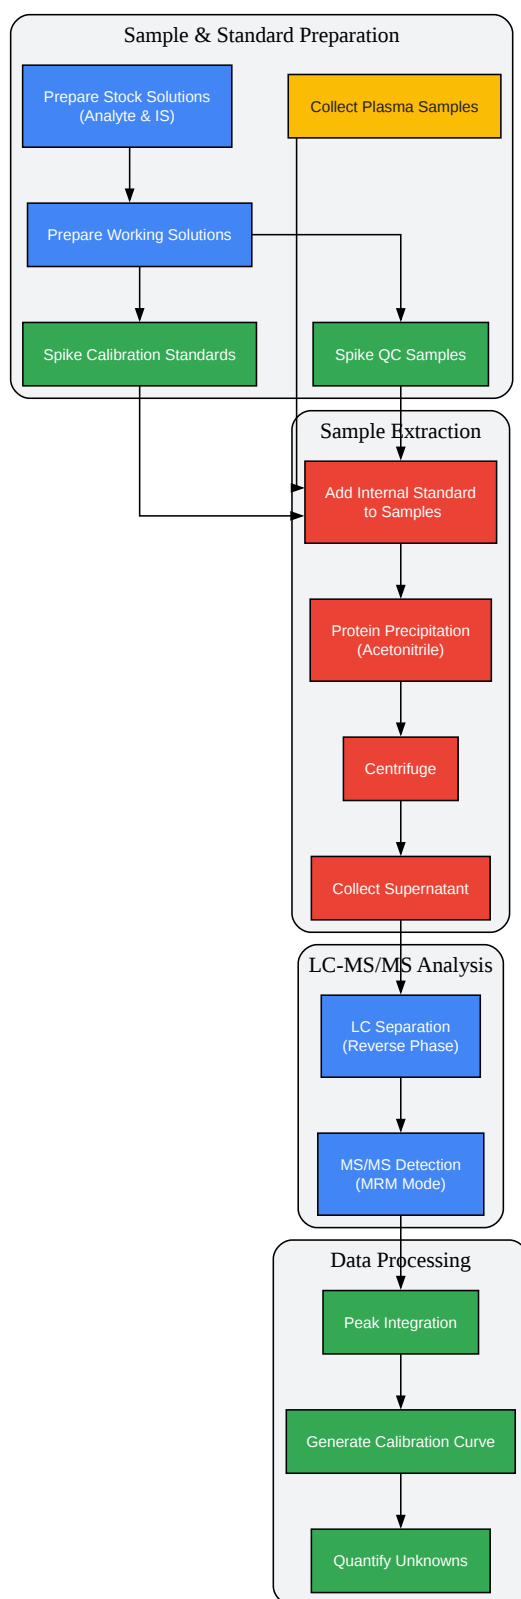 Sample & Standard Preparation
Prepare Stock Solutions
(Analyte & IS)
Collect Plasma Samples
Prepare Working Solutions
Spike Calibration Standards
Spike QC Samples
Sample Extraction
Add Internal Standard
to Samples
Protein Precipitation
(Acetonitrile)
Centrifuge
Collect Supernatant
LC-MS/MS Analysis
LC Separation
(Reverse Phase)
MS/MS Detection
(MRM Mode)
Data Processing
Peak Integration
Generate Calibration Curve
Quantify Unknowns